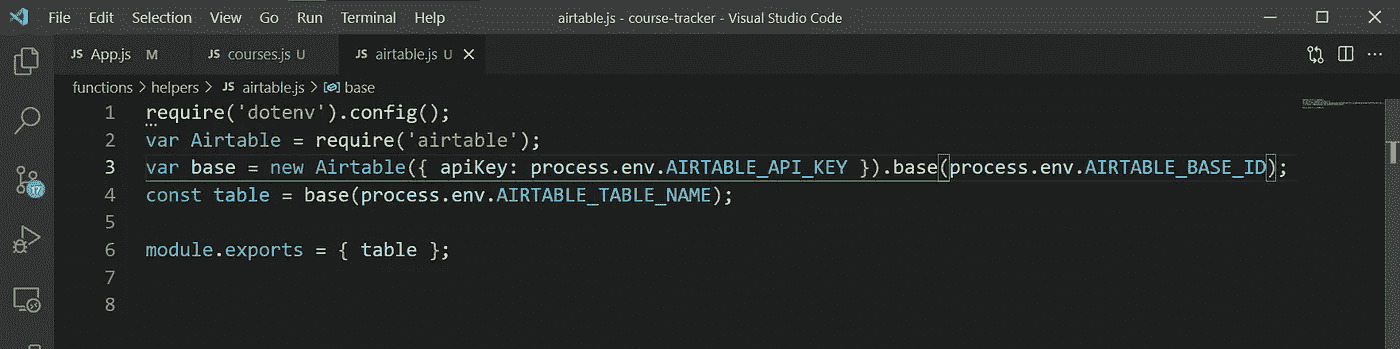 File Edit Selection View Go Run Terminal Help airtable.js - course-tracker - Visual Studio Code
JS App.js M JS courses.js U JS airtable.js U
functions > helpers > JS airtable.js > base
1 require('dotenv').config();
2 var Airtable = require('airtable');
3 var base = new Airtable({ apiKey: process.env.AIRTABLE_API_KEY }).base(process.env.AIRTABLE_BASE_ID);
4 const table = base(process.env.AIRTABLE_TABLE_NAME);
5
6 module.exports = { table };
7
8
17